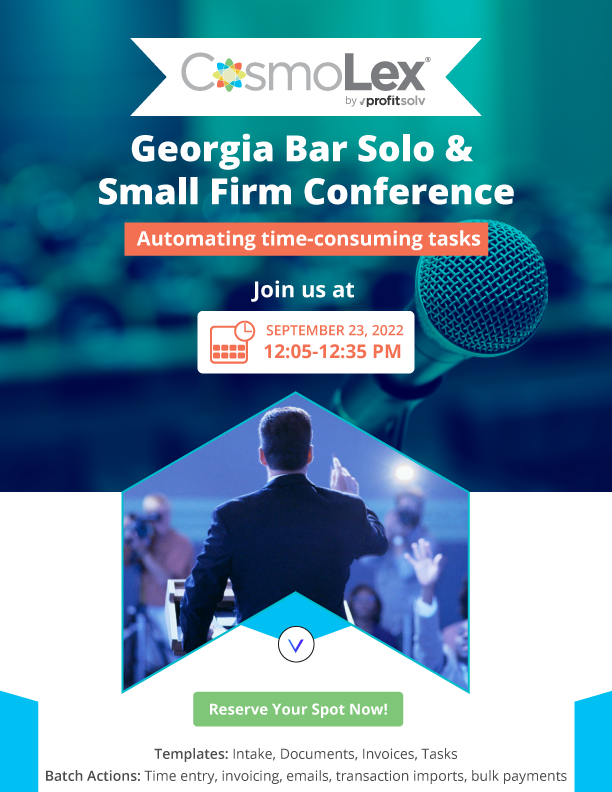 CosmoLex®
by profitsolv
Georgia Bar Solo &
Small Firm Conference
Automating time-consuming tasks
Join us at
SEPTEMBER 23, 2022
12:05-12:35 PM
Reserve Your Spot Now!
Templates: Intake, Documents, Invoices, Tasks
Batch Actions: Time entry, invoicing, emails, transaction imports, bulk payments